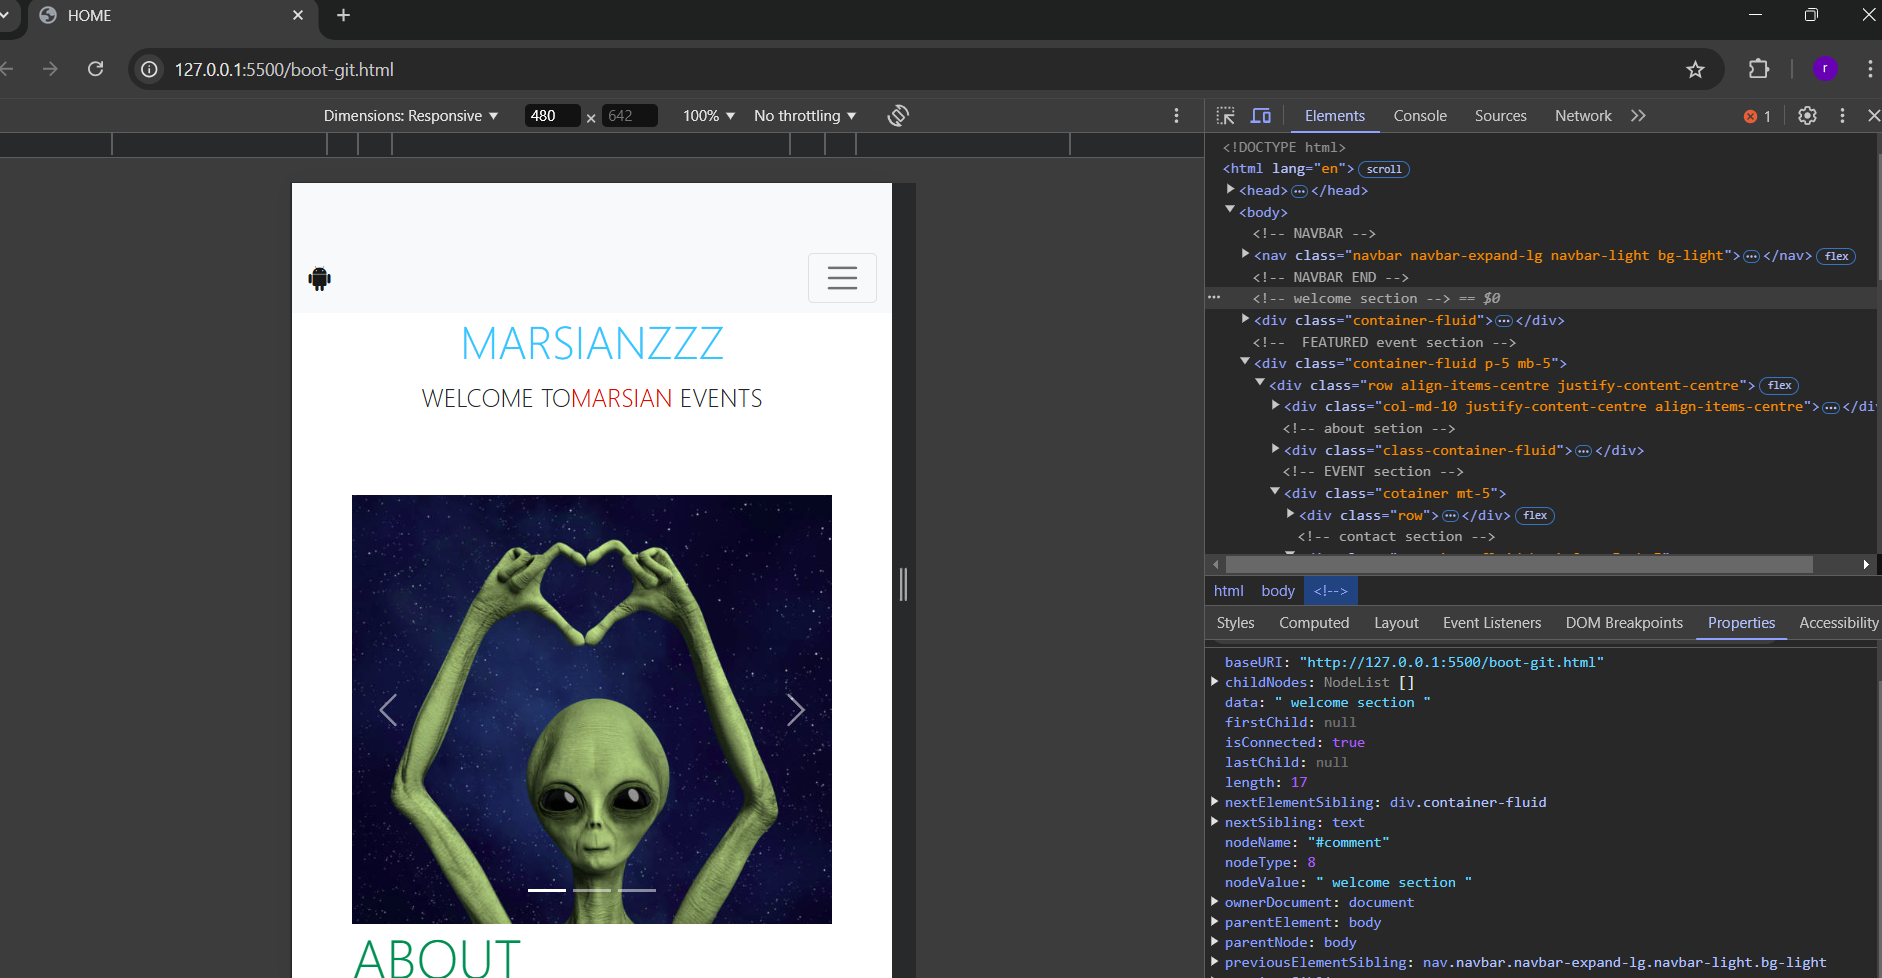 HOME
127.0.0.1:5500/boot-git.html
r
Dimensions: Responsive
480 × 642
100%
No throttling
Elements
Console
Sources
Network
1
MARSIANZZZ
WELCOME TOMARSIAN EVENTS
ABOUT
<!DOCTYPE html>
<html lang="en"> scroll
<head> ⋯ </head>
<body>
<!-- NAVBAR -->
<nav class="navbar navbar-expand-lg navbar-light bg-light"> ⋯ </nav> flex
<!-- NAVBAR END -->
<!-- welcome section --> == $0
<div class="container-fluid"> ⋯ </div>
<!--  FEATURED event section -->
<div class="container-fluid p-5 mb-5">
<div class="row align-items-centre justify-content-centre"> flex
<div class="col-md-10 justify-content-centre align-items-centre"> ⋯ </di
<!-- about setion -->
<div class="class-container-fluid"> ⋯ </div>
<!-- EVENT section -->
<div class="cotainer mt-5">
<div class="row"> ⋯ </div> flex
<!-- contact section -->
html
body
<!-->
Styles
Computed
Layout
Event Listeners
DOM Breakpoints
Properties
Accessibility
baseURI: "http://127.0.0.1:5500/boot-git.html"
childNodes: NodeList []
data: " welcome section "
firstChild: null
isConnected: true
lastChild: null
length: 17
nextElementSibling: div.container-fluid
nextSibling: text
nodeName: "#comment"
nodeType: 8
nodeValue: " welcome section "
ownerDocument: document
parentElement: body
parentNode: body
previousElementSibling: nav.navbar.navbar-expand-lg.navbar-light.bg-light